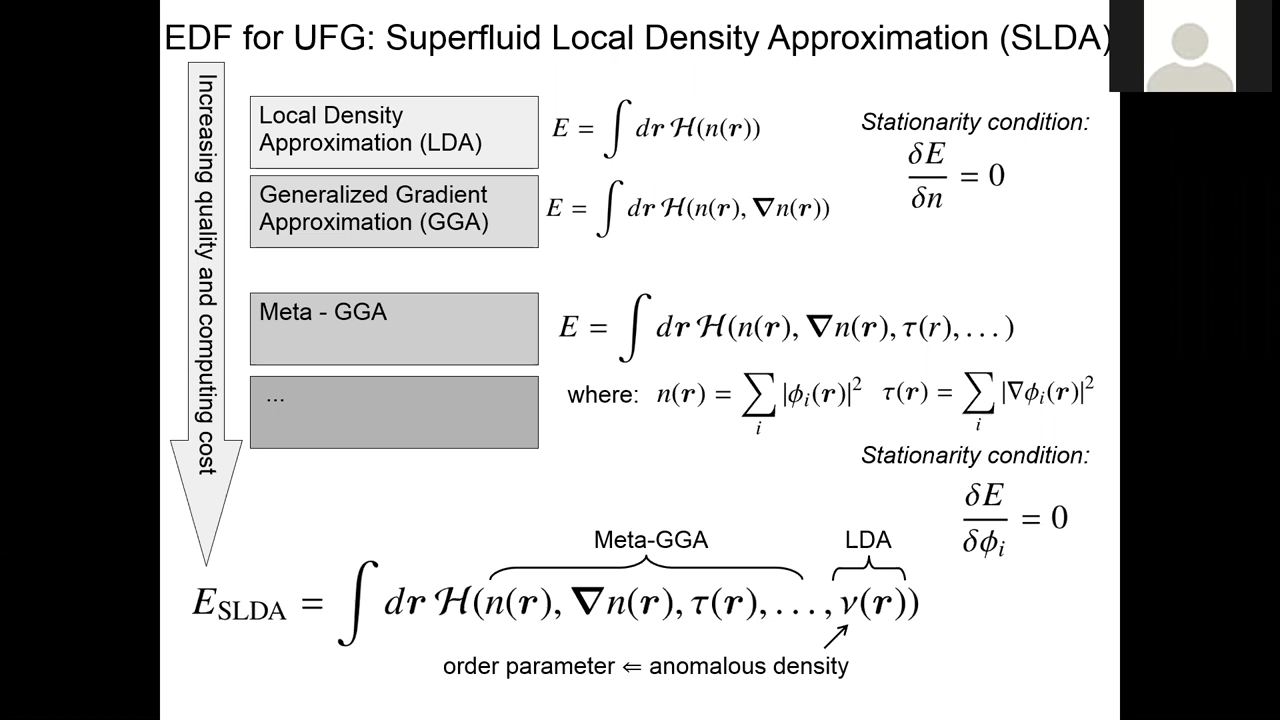 EDF for UFG: Superfluid Local Density Approximation (SLDA)
Increasing quality and computing cost
Local Density
Approximation (LDA)
E = ∫ d𝒓 ℋ(n(𝒓))
Stationarity condition:
δE/δn = 0
Generalized Gradient
Approximation (GGA)
E = ∫ d𝒓 ℋ(n(𝒓), ∇n(𝒓))
Meta - GGA
E = ∫ d𝒓 ℋ(n(𝒓), ∇n(𝒓), τ(r), . . . )
...
where: n(𝒓) = ∑_i |ϕ_i(𝒓)|² τ(𝒓) = ∑_i |∇ϕ_i(𝒓)|²
Stationarity condition:
δE/δϕ_i = 0
Meta-GGA
LDA
E_SLDA = ∫ d𝒓 ℋ(n(𝒓), ∇n(𝒓), τ(𝒓), . . . , ν(𝒓))
order parameter ⇐ anomalous density